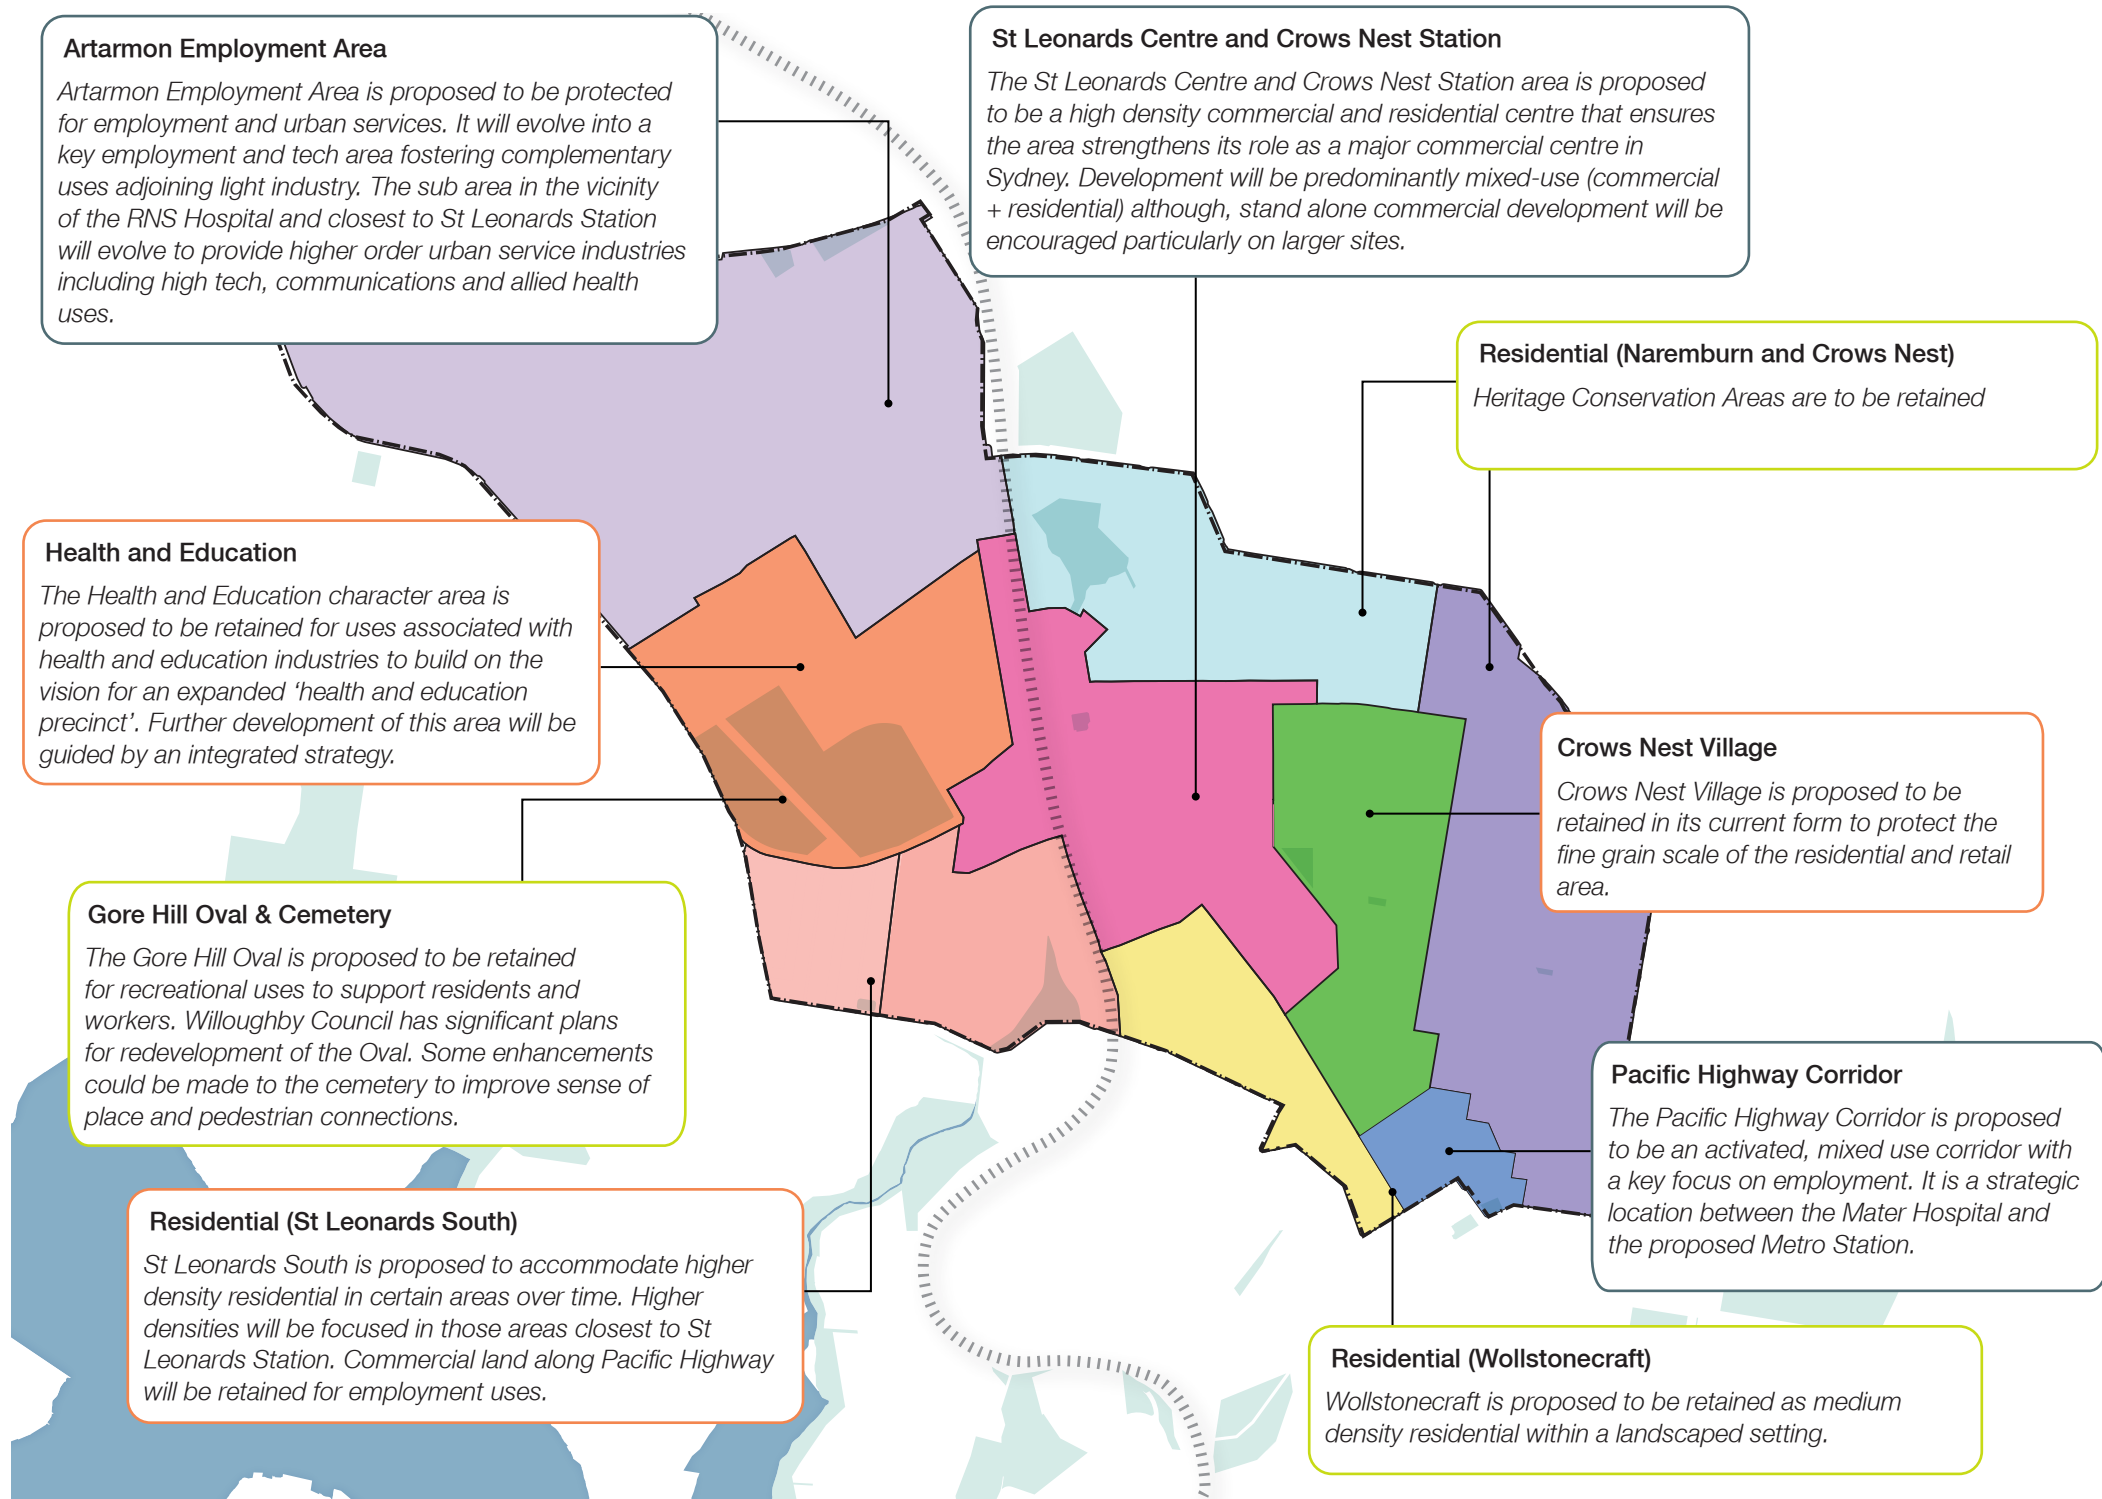 Artarmon Employment Area
Artarmon Employment Area is proposed to be protected
for employment and urban services. It will evolve into a
key employment and tech area fostering complementary
uses adjoining light industry. The sub area in the vicinity
of the RNS Hospital and closest to St Leonards Station
will evolve to provide higher order urban service industries
including high tech, communications and allied health
uses.
St Leonards Centre and Crows Nest Station
The St Leonards Centre and Crows Nest Station area is proposed
to be a high density commercial and residential centre that ensures
the area strengthens its role as a major commercial centre in
Sydney. Development will be predominantly mixed-use (commercial
+ residential) although, stand alone commercial development will be
encouraged particularly on larger sites.
Residential (Naremburn and Crows Nest)
Heritage Conservation Areas are to be retained
Health and Education
The Health and Education character area is
proposed to be retained for uses associated with
health and education industries to build on the
vision for an expanded ‘health and education
precinct’. Further development of this area will be
guided by an integrated strategy.
Crows Nest Village
Crows Nest Village is proposed to be
retained in its current form to protect the
fine grain scale of the residential and retail
area.
Gore Hill Oval & Cemetery
The Gore Hill Oval is proposed to be retained
for recreational uses to support residents and
workers. Willoughby Council has significant plans
for redevelopment of the Oval. Some enhancements
could be made to the cemetery to improve sense of
place and pedestrian connections.
Pacific Highway Corridor
The Pacific Highway Corridor is proposed
to be an activated, mixed use corridor with
a key focus on employment. It is a strategic
location between the Mater Hospital and
the proposed Metro Station.
Residential (St Leonards South)
St Leonards South is proposed to accommodate higher
density residential in certain areas over time. Higher
densities will be focused in those areas closest to St
Leonards Station. Commercial land along Pacific Highway
will be retained for employment uses.
Residential (Wollstonecraft)
Wollstonecraft is proposed to be retained as medium
density residential within a landscaped setting.